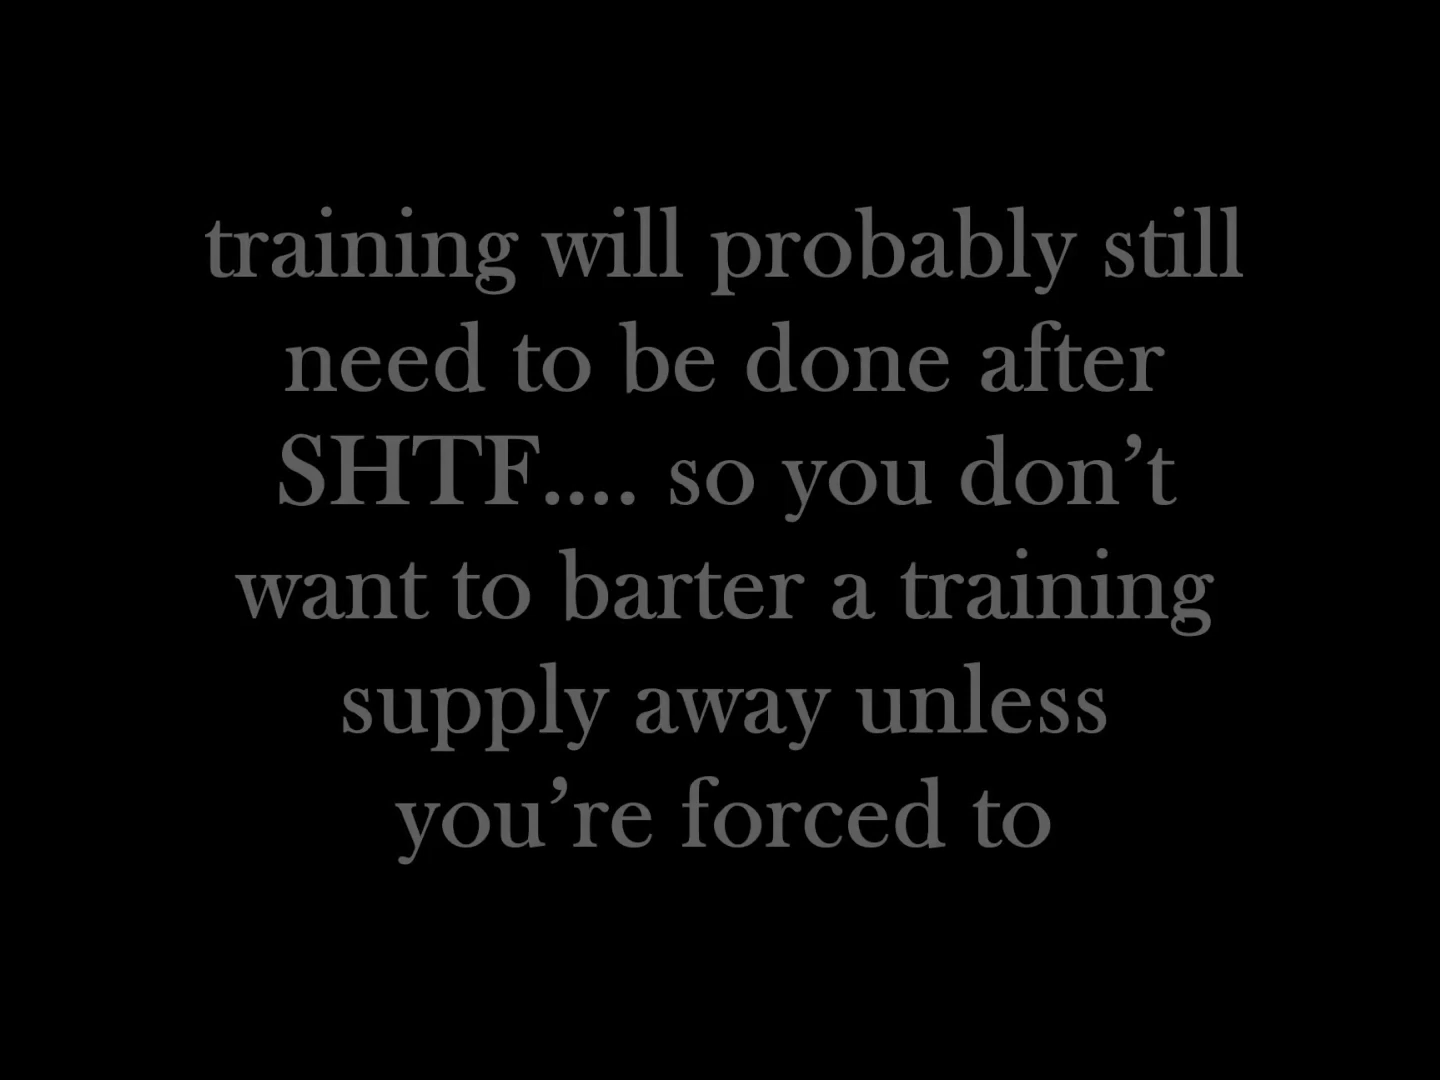 training will probably still
need to be done after
SHTF.... so you don’t
want to barter a training
supply away unless
you’re forced to